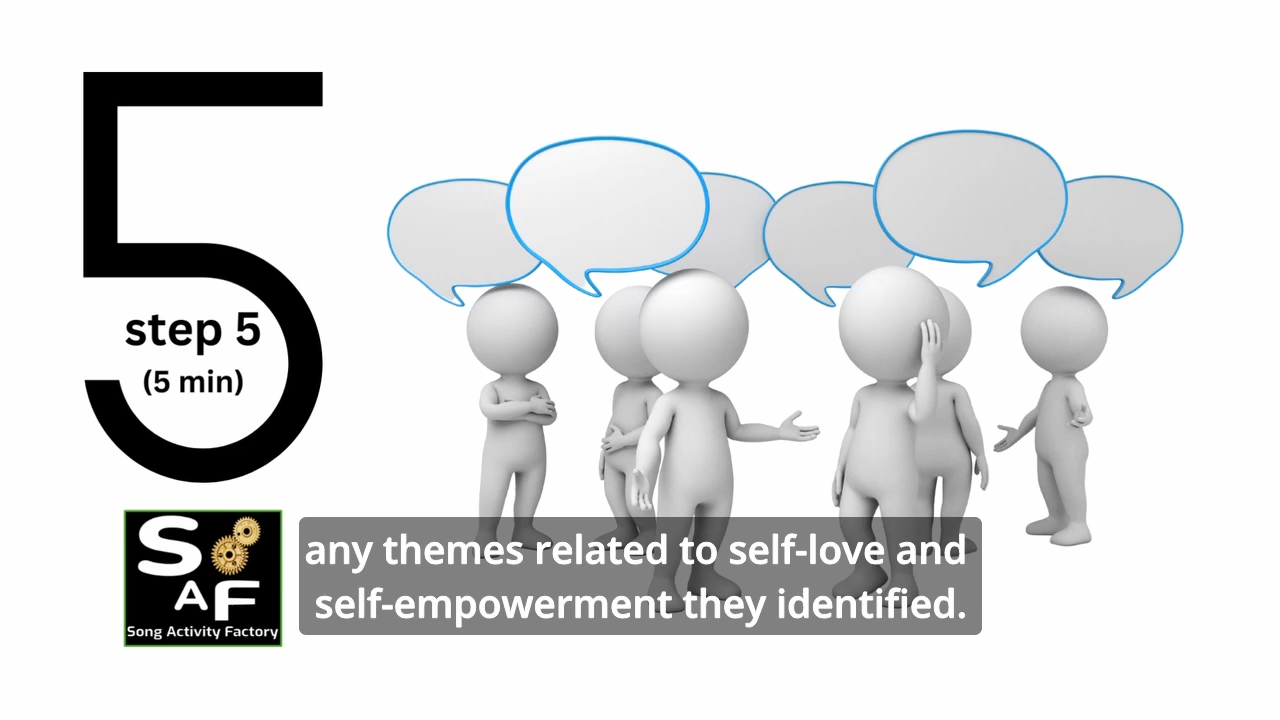 5
step 5
(5 min)
SAF
Song Activity Factory
any themes related to self-love and
self-empowerment they identified.